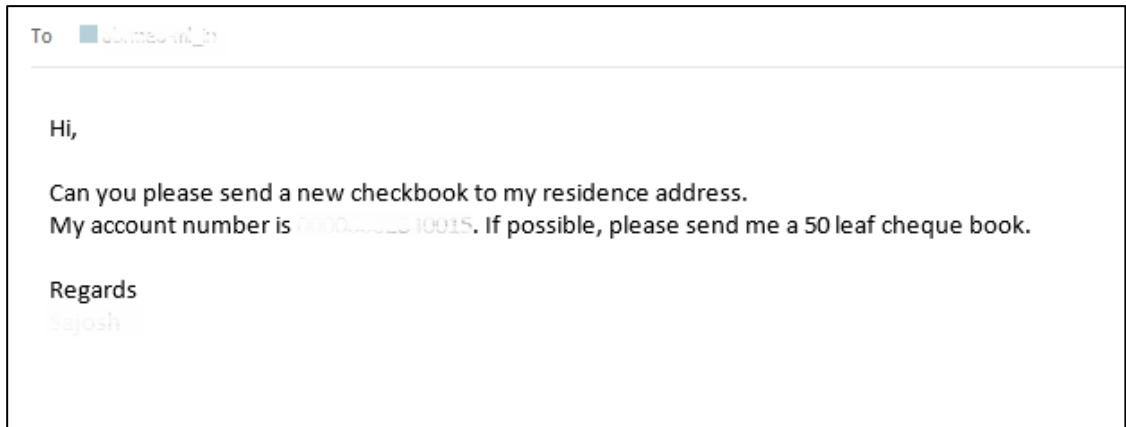 To
Hi,
Can you please send a new checkbook to my residence address.
My account number is . If possible, please send me a 50 leaf cheque book.
Regards
Sajosh